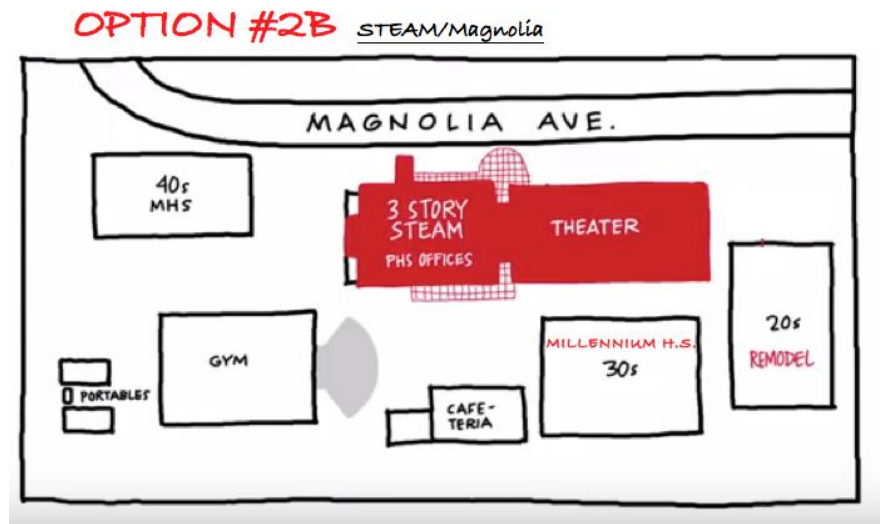 OPTION #2B STEAM/Magnolia
MAGNOLIA AVE.
40s
MHS
3 STORY
STEAM
PHS OFFICES
THEATER
20s
REMODEL
GYM
MILLENNIUM H.S.
30s
PORTABLES
CAFE-
TERIA